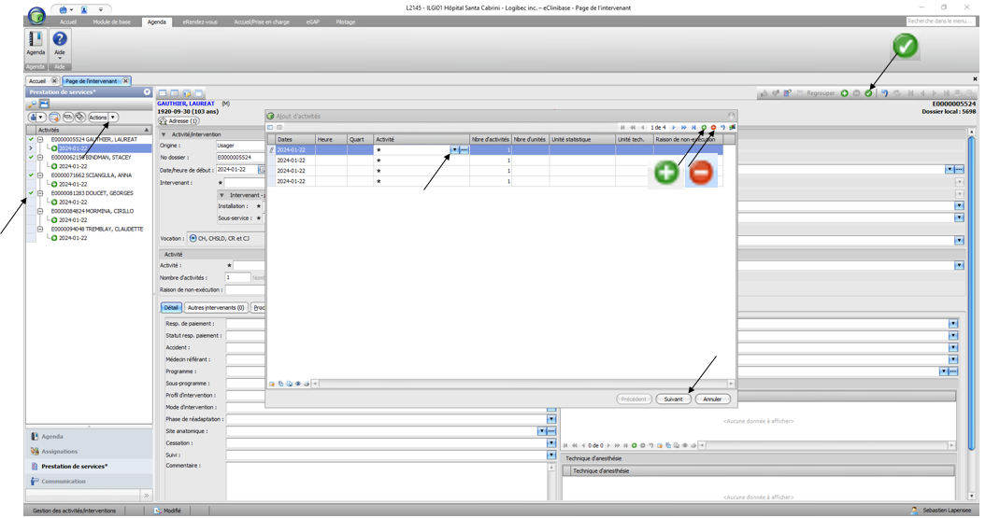 L2145 - ILGI01 Hôpital Santa Cabrini - Logibec inc. – eClinibase - Page de l'intervenant
Accueil Module de base Agenda eRendez-vous Accueil/Prise en charge eGAP Pilotage
Recherche dans le menu...
Agenda Aide
Agenda Aide
Accueil Page de l'intervenant
Prestation de services*
Regrouper
GAUTHIER, LAUREAT (M)
E0000005524
1920-09-30 (103 ans)
Dossier local : 5698
Adresse (1)
Actions
Activités
E0000005524 GAUTHIER, LAUREAT
2024-01-22
BINDMAN, STACEY
2024-01-22
E0000071662 SCIANGULA, ANNA
2024-01-22
E0000081283 DOUCET, GEORGES
2024-01-22
E0000084824 MORMINA, CIRILLO
2024-01-22
E0000094048 TREMBLAY, CLAUDETTE
2024-01-22
Activité/intervention
Origine : Usager
No dossier : E0000005524
Date/heure de début : 2024-01-22
Intervenant : ★
Intervenant -
Installation : ★
Sous-service : ★
Vocation : CH, CHSLD, CR et CJ
Activité
Activité : ★
Nombre d'activités : 1
Raison de non-exécution :
Ajout d'activités
1 de 4
Dates Heure Quart Activité Nbre d'activités Nbre d'unités Unité statistique Unité tech. Raison de non-exécution
2024-01-22 ★ 1
2024-01-22 ★ 1
2024-01-22 ★ 1
2024-01-22 ★ 1
Précédent Suivant Annuler
Détail Autres intervenants (0)
Resp. de paiement :
Statut resp. paiement :
Accident :
Médecin référant :
Programme :
Sous-programme :
Profil d'intervention :
Mode d'intervention :
Phase de réadaptation :
Site anatomique :
Cessation :
Suivi :
Commentaire :
<Aucune donnée à afficher>
0 de 0
Technique d'anesthésie
Technique d'anesthésie
<Aucune donnée à afficher>
Agenda
Assignations
Prestation de services*
Communication
Gestion des activités/interventions Modifié Sebastien Lapensee